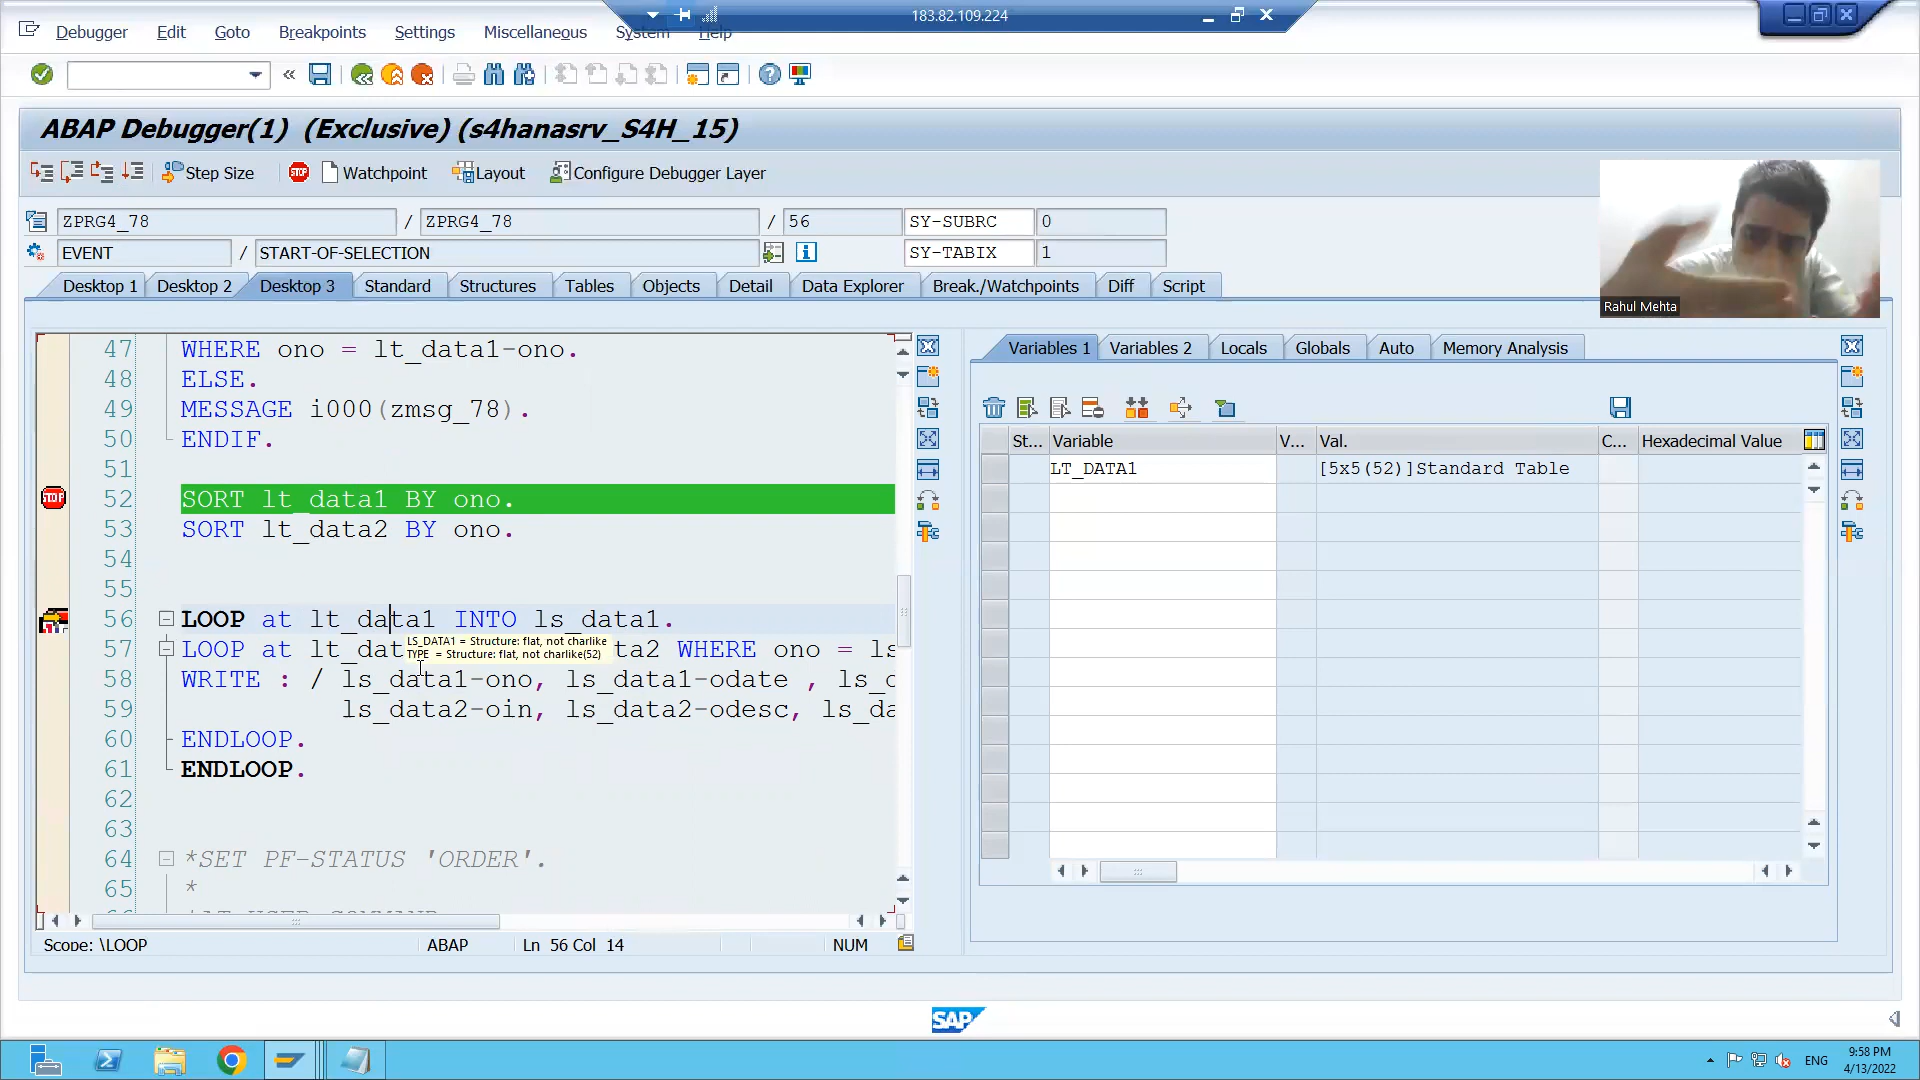 183.82.109.224
Debugger Edit Goto Breakpoints Settings Miscellaneous System Help
ABAP Debugger(1) (Exclusive) (s4hanasrv_S4H_15)
Step Size STOP Watchpoint Layout Configure Debugger Layer
ZPRG4_78 / ZPRG4_78 / 56 SY-SUBRC 0
EVENT / START-OF-SELECTION SY-TABIX 1
Rahul Mehta
Desktop 1 Desktop 2 Desktop 3 Standard Structures Tables Objects Detail Data Explorer Break./Watchpoints Diff Script
Variables 1 Variables 2 Locals Globals Auto Memory Analysis
St... Variable V... Val. C... Hexadecimal Value
LT_DATA1 [5x5(52)]Standard Table
47 WHERE ono = lt_data1-ono.
48 ELSE.
49 MESSAGE i000(zmsg_78).
50 ENDIF.
51
STOP 52 SORT lt_data1 BY ono.
53 SORT lt_data2 BY ono.
54
55
56 LOOP at lt_data1 INTO ls_data1.
LS_DATA1 = Structure: flat, not charlike
TYPE = Structure: flat, not charlike(52)
57 LOOP at lt_dat ta2 WHERE ono = ls
58 WRITE : / ls_data1-ono, ls_data1-odate ,
59 ls_data2-oin, ls_data2-odesc, ls_da
60 ENDLOOP.
61 ENDLOOP.
62
63
64 *SET PF-STATUS 'ORDER'.
65 *
Scope: \LOOP ABAP Ln 56 Col 14 NUM
SAP
ENG
9:58 PM
4/13/2022